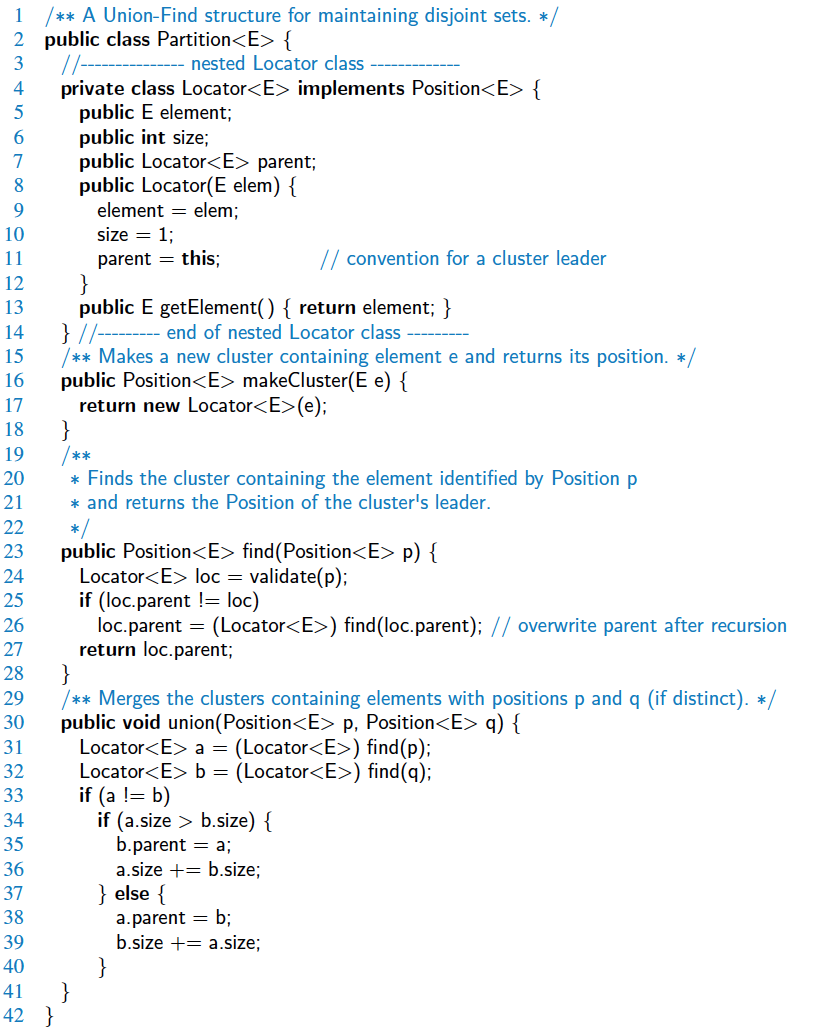 1 /** A Union-Find structure for maintaining disjoint sets. */
2 public class Partition<E> {
3 //--------------- nested Locator class -------------
4 private class Locator<E> implements Position<E> {
5 public E element;
6 public int size;
7 public Locator<E> parent;
8 public Locator(E elem) {
9 element = elem;
10 size = 1;
11 parent = this; // convention for a cluster leader
12 }
13 public E getElement() { return element; }
14 } //--------- end of nested Locator class ---------
15 /** Makes a new cluster containing element e and returns its position. */
16 public Position<E> makeCluster(E e) {
17 return new Locator<E>(e);
18 }
19 /**
20 * Finds the cluster containing the element identified by Position p
21 * and returns the Position of the cluster's leader.
22 */
23 public Position<E> find(Position<E> p) {
24 Locator<E> loc = validate(p);
25 if (loc.parent != loc)
26 loc.parent = (Locator<E>) find(loc.parent); // overwrite parent after recursion
27 return loc.parent;
28 }
29 /** Merges the clusters containing elements with positions p and q (if distinct). */
30 public void union(Position<E> p, Position<E> q) {
31 Locator<E> a = (Locator<E>) find(p);
32 Locator<E> b = (Locator<E>) find(q);
33 if (a != b)
34 if (a.size > b.size) {
35 b.parent = a;
36 a.size += b.size;
37 } else {
38 a.parent = b;
39 b.size += a.size;
40 }
41 }
42 }